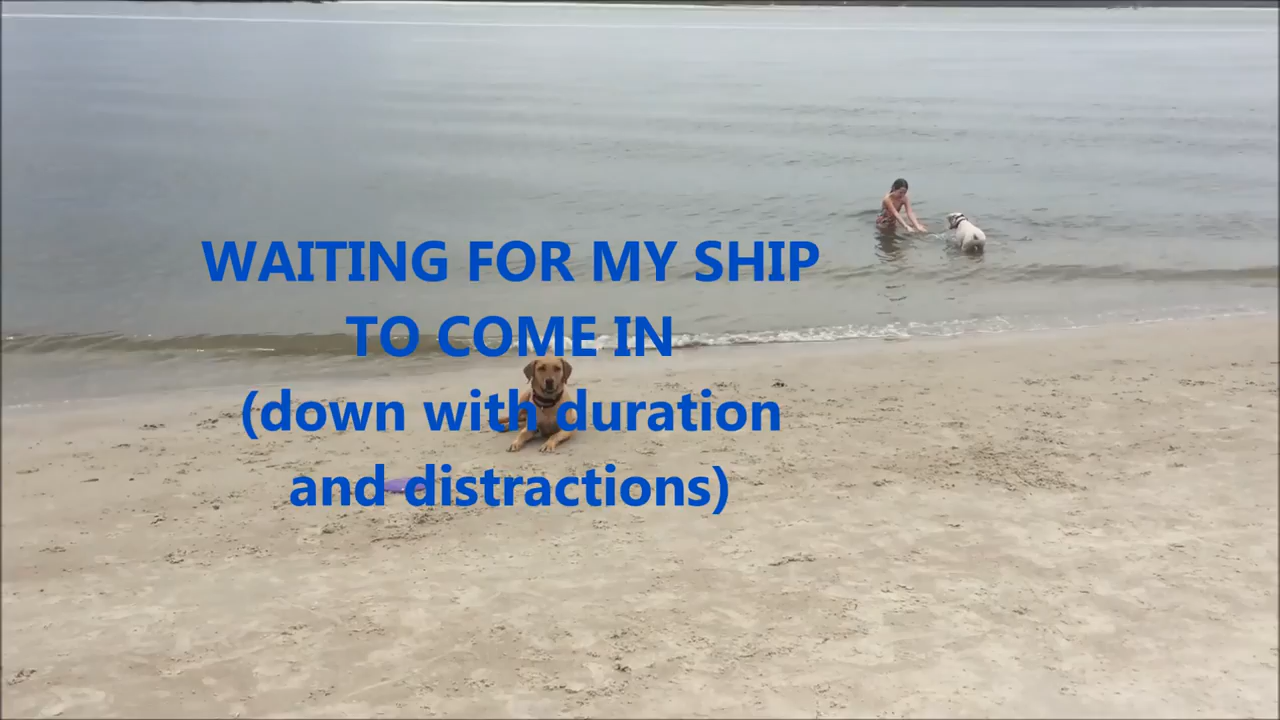 WAITING FOR MY SHIP
TO COME IN
(down with duration
and distractions)